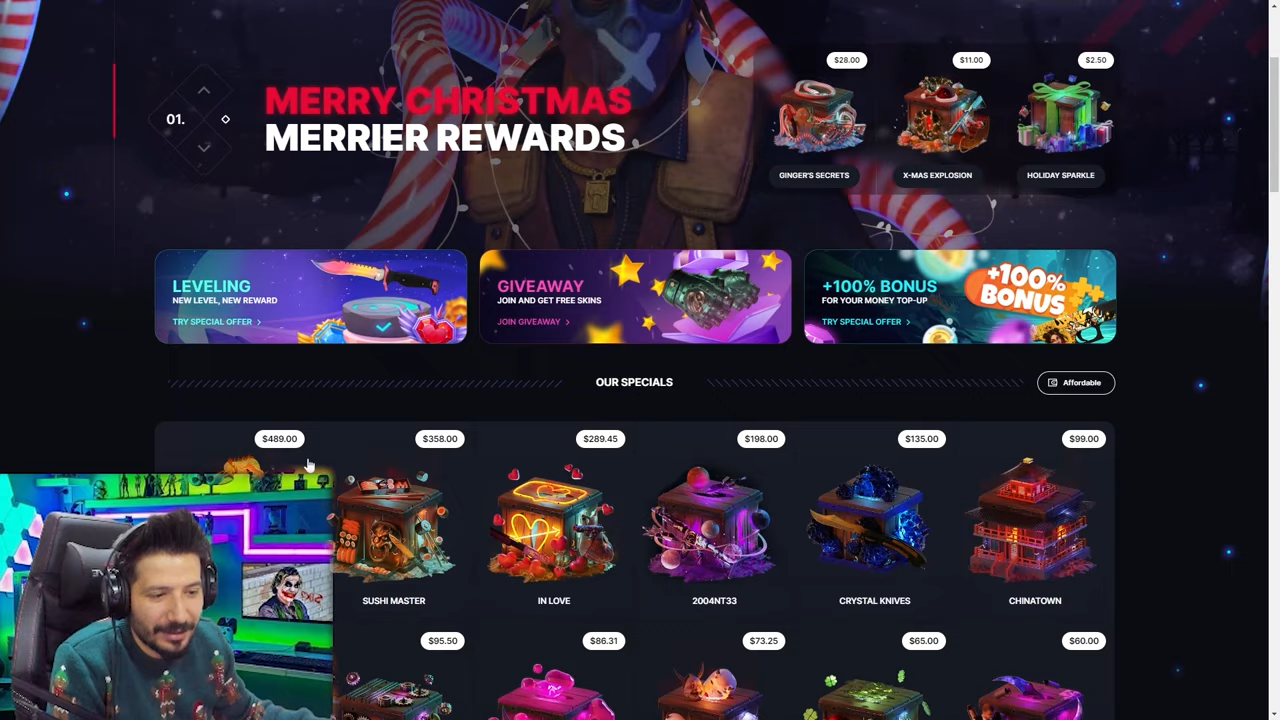 $28.00
$11.00
$2.50
MERRY CHRISTMAS
MERRIER REWARDS
01.
GINGER'S SECRETS
X-MAS EXPLOSION
HOLIDAY SPARKLE
LEVELING
NEW LEVEL, NEW REWARD
TRY SPECIAL OFFER
GIVEAWAY
JOIN AND GET FREE SKINS
JOIN GIVEAWAY
+100% BONUS
FOR YOUR MONEY TOP-UP
TRY SPECIAL OFFER
+100%
BONUS
OUR SPECIALS
Affordable
$489.00
$358.00
$289.45
$198.00
$135.00
$99.00
SUSHI MASTER
IN LOVE
2004NT33
CRYSTAL KNIVES
CHINATOWN
$95.50
$86.31
$73.25
$65.00
$60.00